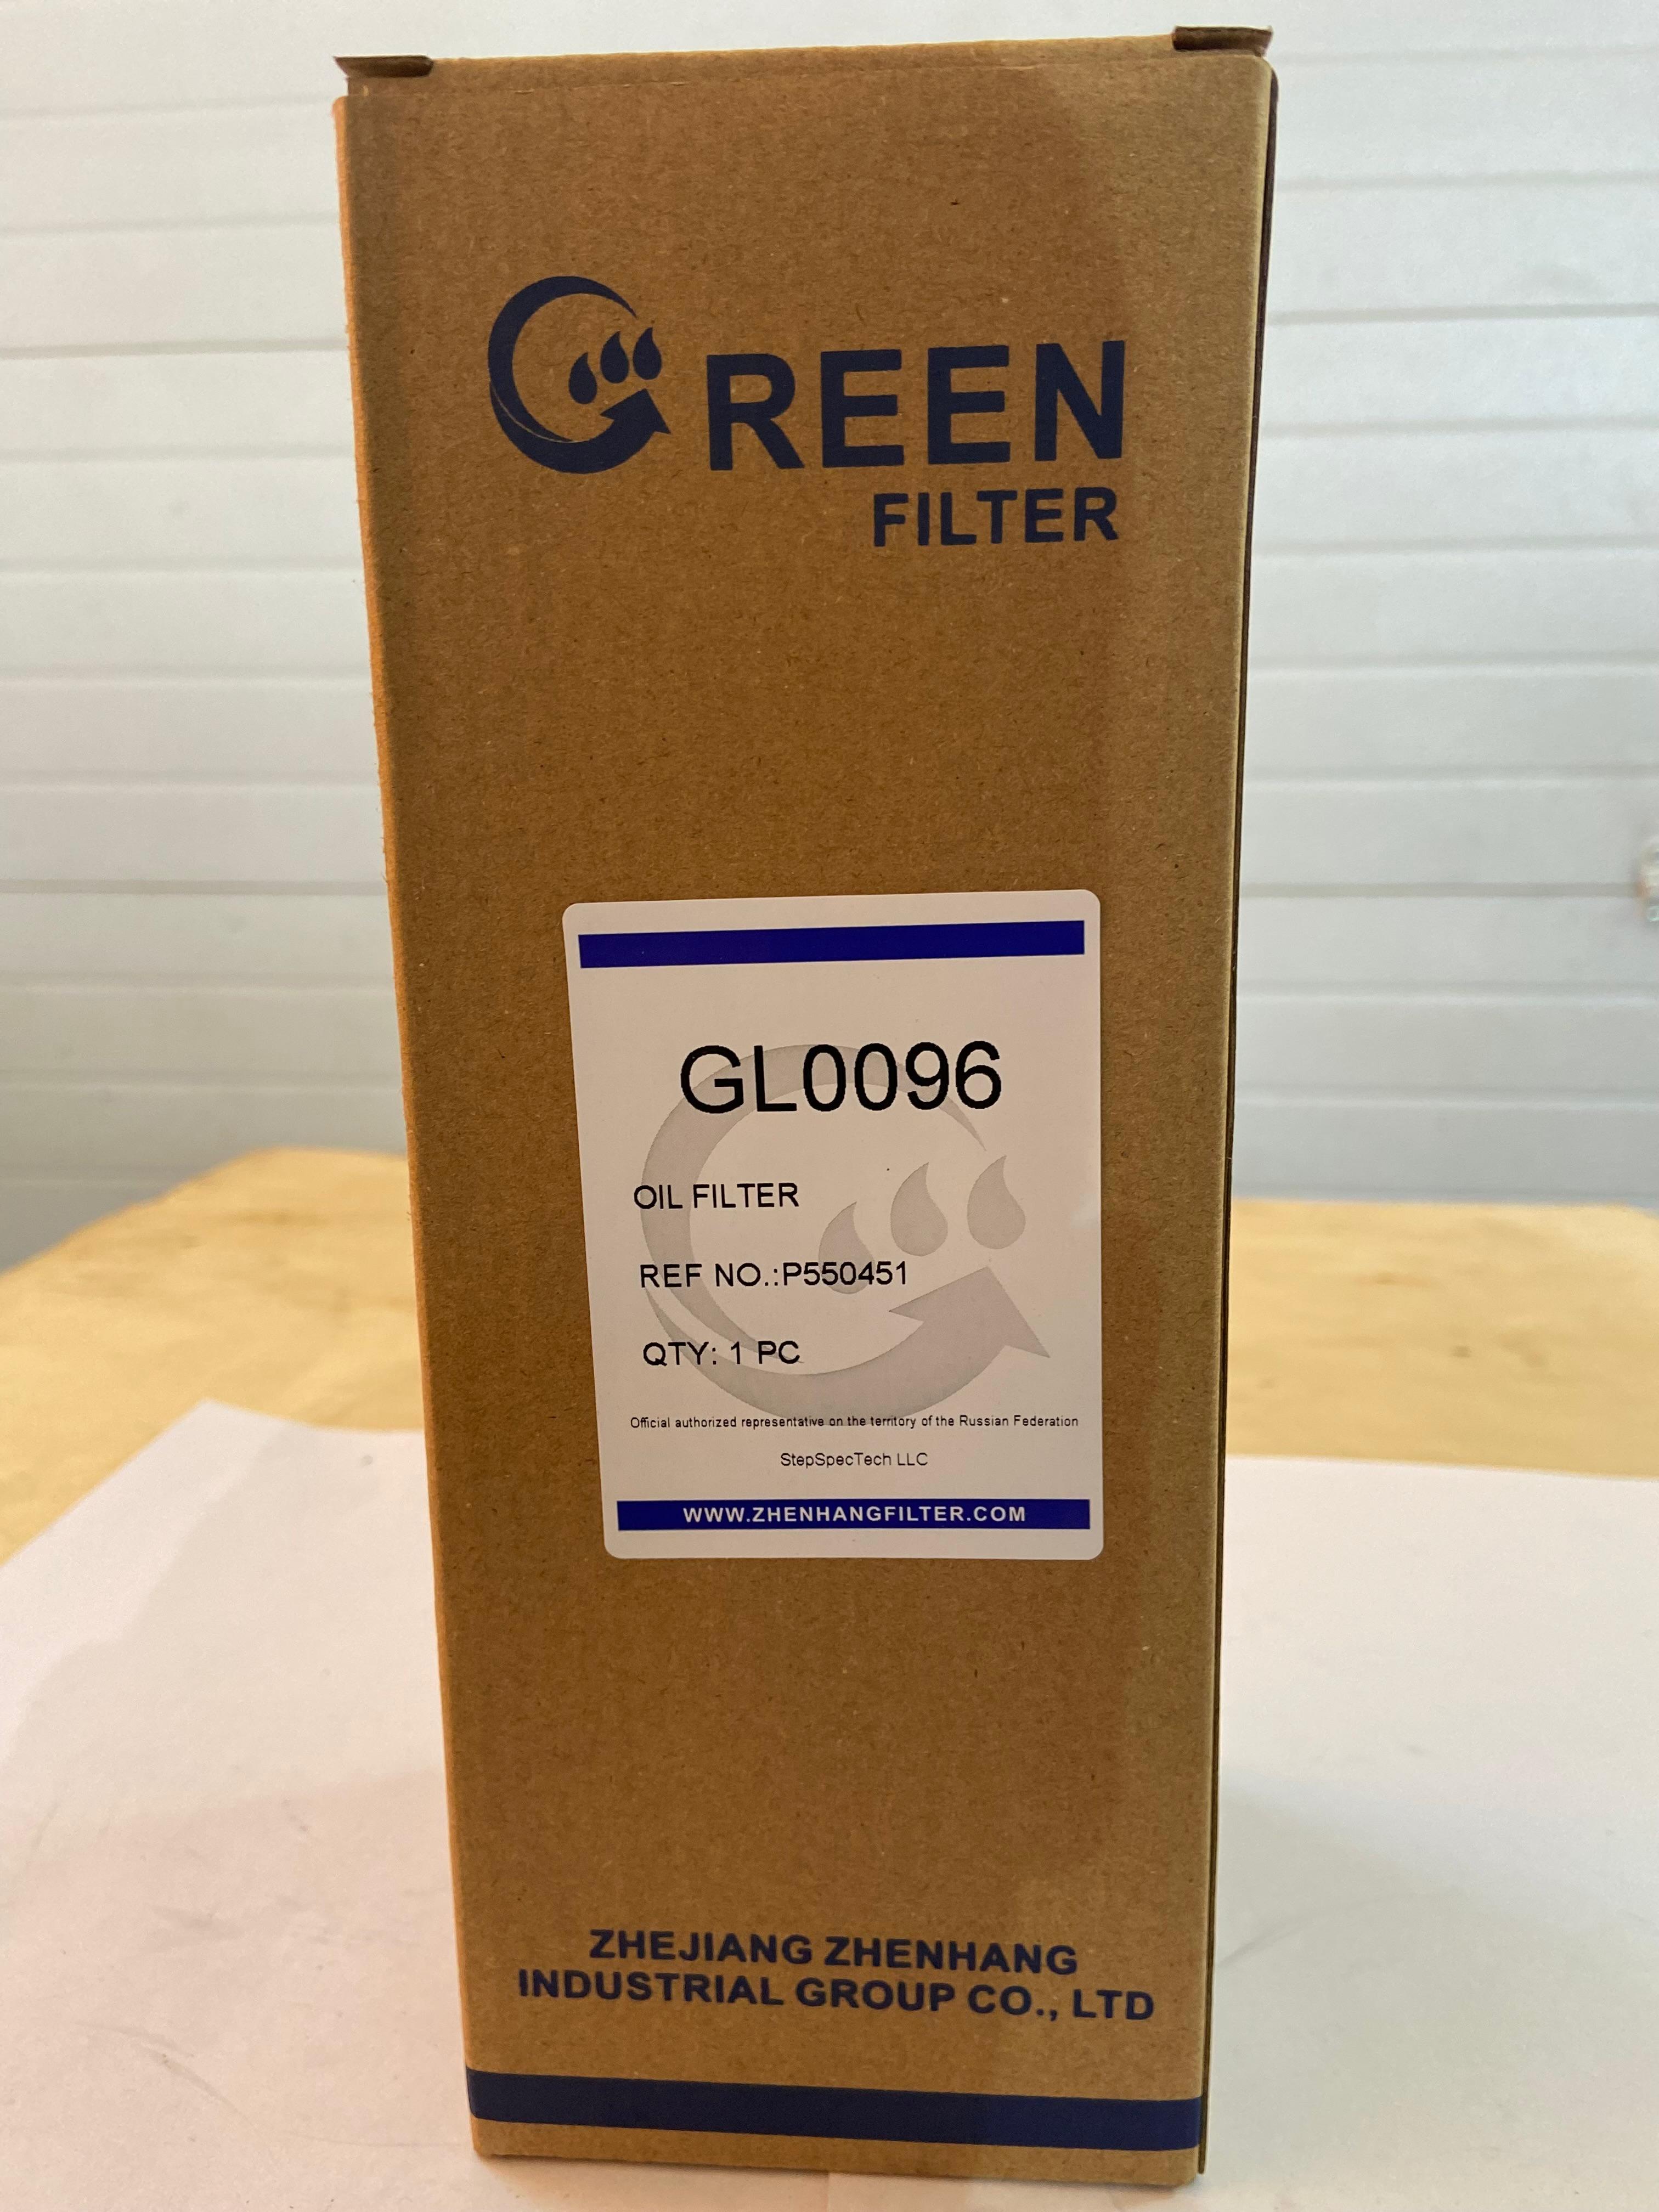 GREEN
FILTER
GL0096
OIL FILTER
REF NO.:P550451
QTY: 1 PC
Official authorized representative on the territory of the Russian Federation
StepSpecTech LLC
WWW.ZHENHANGFILTER.COM
ZHEJIANG ZHENHANG
INDUSTRIAL GROUP CO., LTD